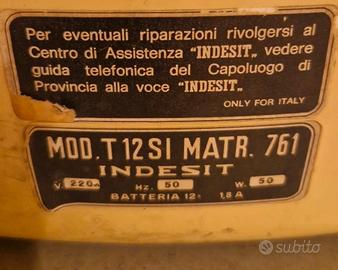 Per eventuali riparazioni rivolgersi al
Centro di Assistenza "INDESIT„ vedere
guida telefonica del Capoluogo di
Provincia alla voce "INDESIT„
ONLY FOR ITALY
MOD. T 12 SI MATR. 761
INDESIT
V. 220~ HZ. 50 W. 50
BATTERIA 12= 1,8 A
subito